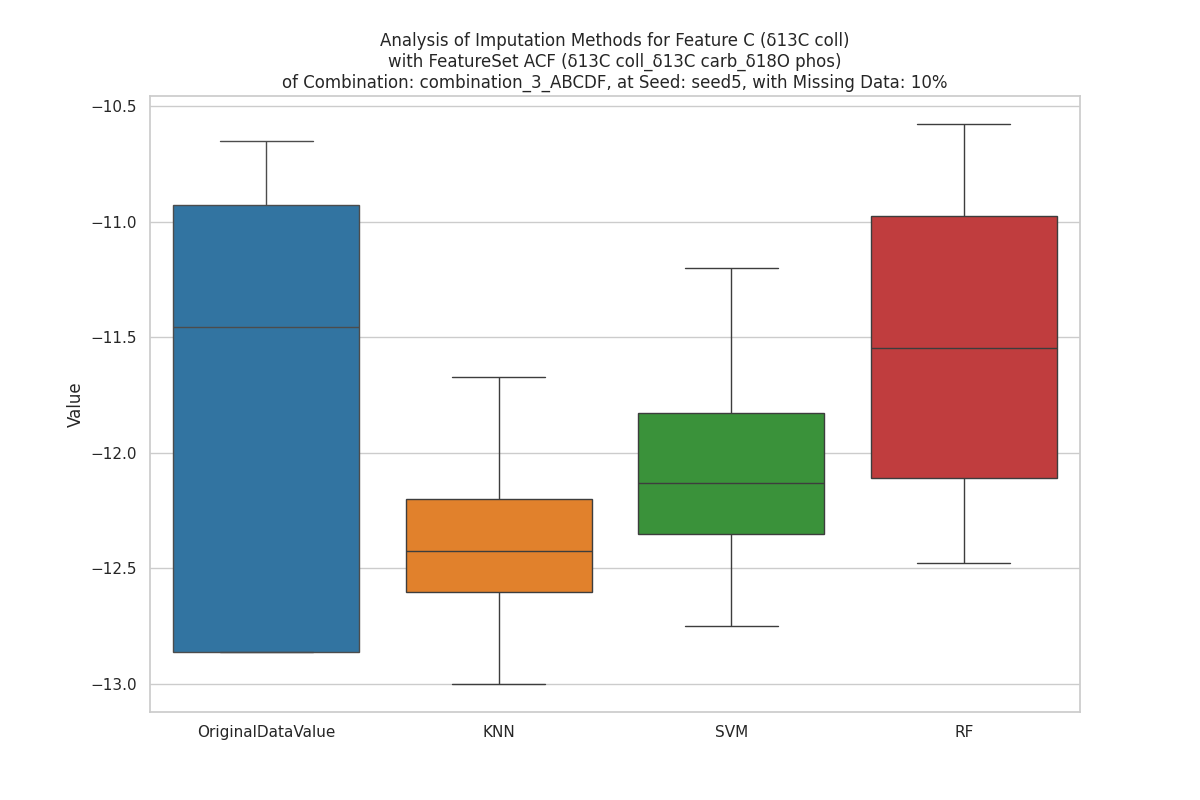 Analysis of Imputation Methods for Feature C (δ13C coll)
with FeatureSet ACF (δ13C coll_δ13C carb_δ18O phos)
of Combination: combination_3_ABCDF, at Seed: seed5, with Missing Data: 10%
−10.5
−11.0
−11.5
−12.0
−12.5
−13.0
Value
OriginalDataValue
KNN
SVM
RF